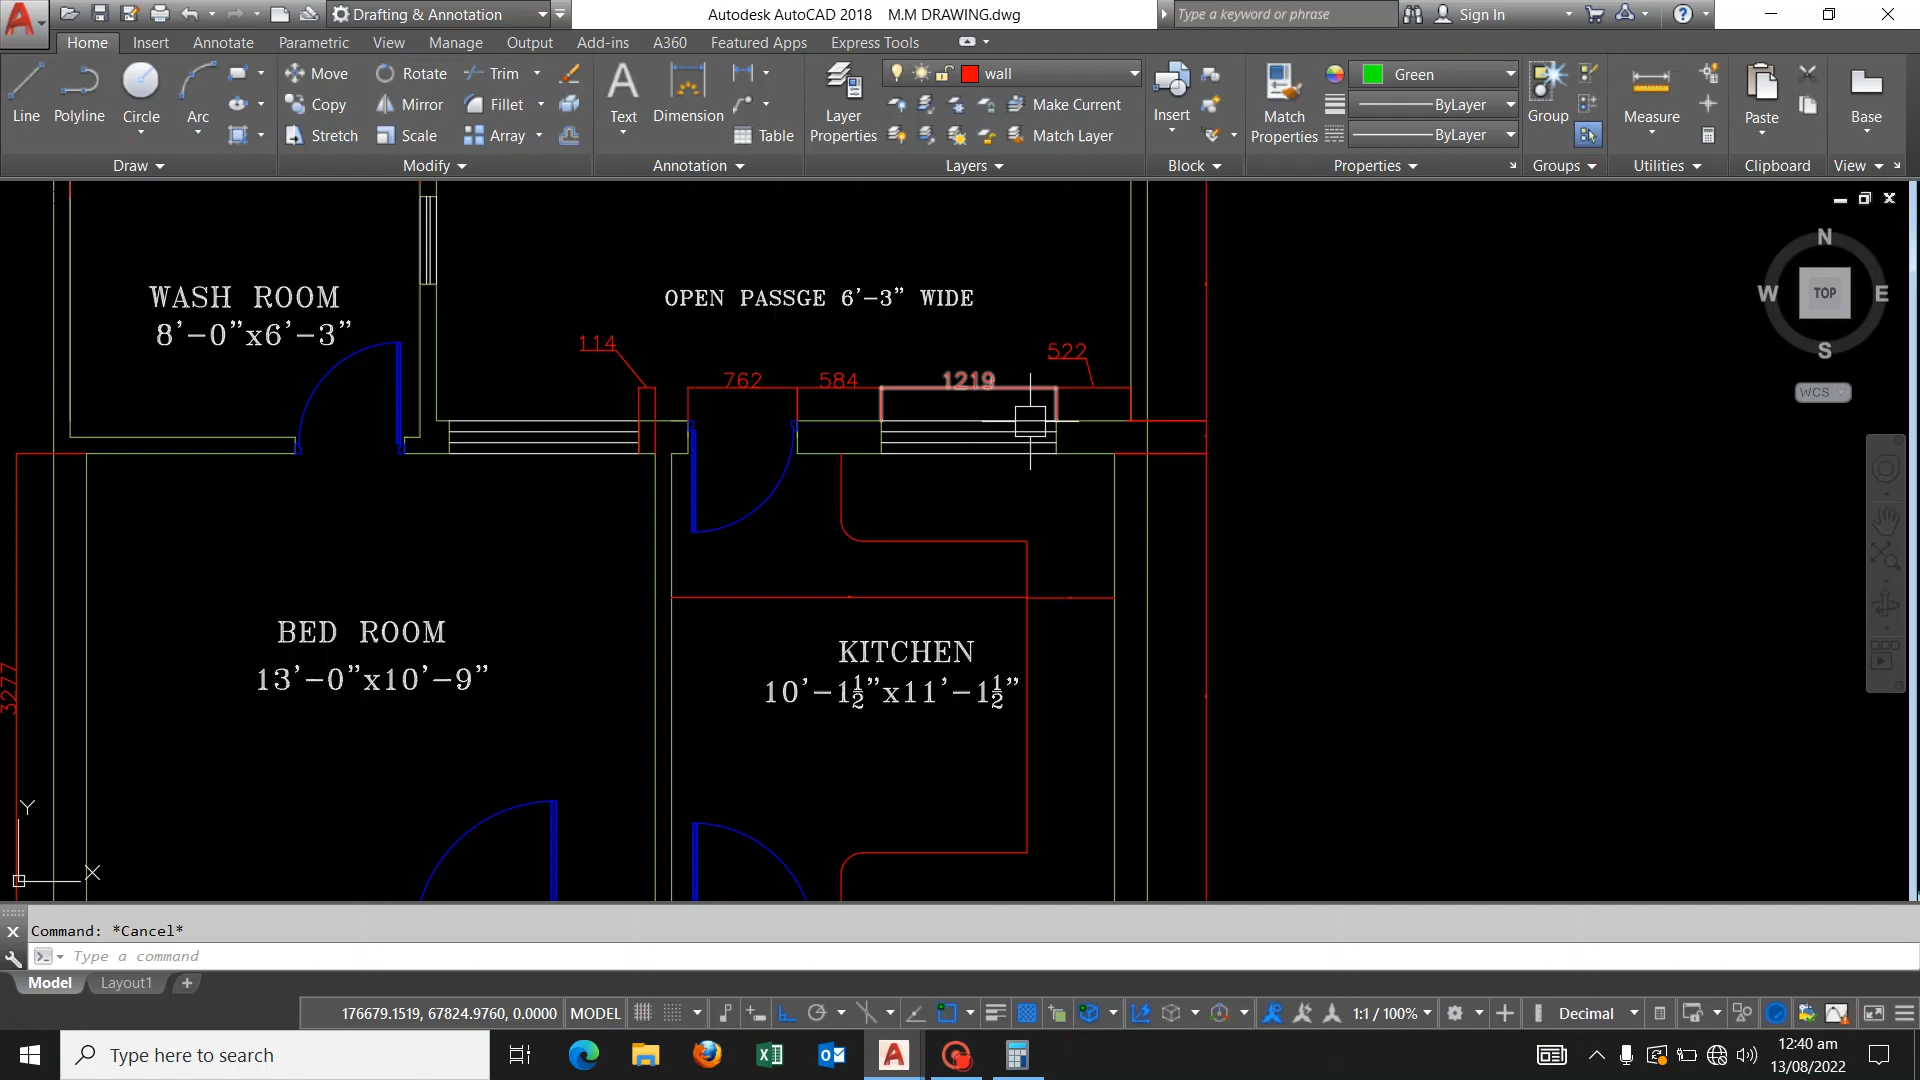 Drafting & Annotation
Autodesk AutoCAD 2018 M.M DRAWING.dwg
Type a keyword or phrase
Sign In
Home Insert Annotate Parametric View Manage Output Add-ins A360 Featured Apps Express Tools
Line Polyline Circle Arc
Move Rotate Trim
Copy Mirror Fillet
Stretch Scale Array
Text Dimension Table
Layer Properties
wall
Make Current
Match Layer
Insert
Match Properties
Green
ByLayer
ByLayer
Group Measure Paste Base
Draw Modify Annotation Layers Block Properties Groups Utilities Clipboard View
WASH ROOM
8'-0"x6'-3"
OPEN PASSGE 6'-3" WIDE
114
762 584 1219 522
BED ROOM
13'-0"x10'-9"
KITCHEN
10'-1½"x11'-1½"
3277
N
W TOP E
S
WCS
Y
X
Command: *Cancel*
Type a command
Model Layout1 +
176679.1519, 67824.9760, 0.0000 MODEL 1:1 / 100% Decimal
Type here to search
12:40 am
13/08/2022